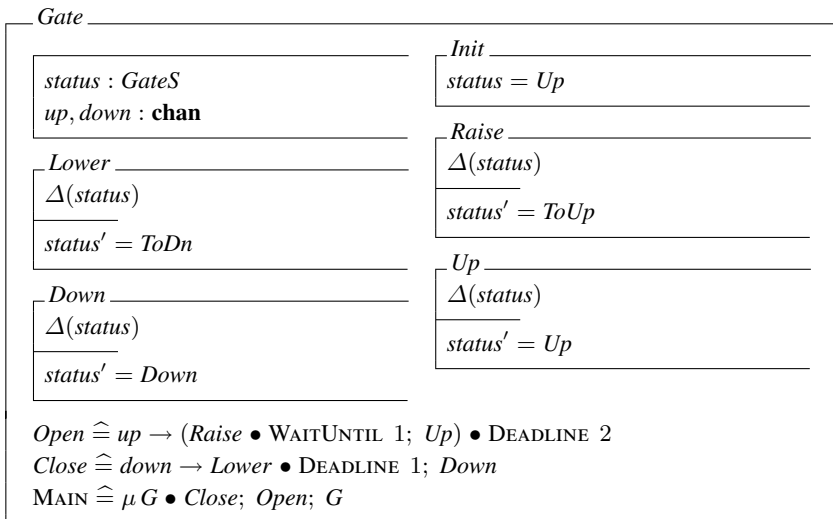 Gate
status : GateS
up, down : chan
Init
status = Up
Lower
Δ(status)
status′ = ToDn
Raise
Δ(status)
status′ = ToUp
Down
Δ(status)
status′ = Down
Up
Δ(status)
status′ = Up
Open ≙ up → (Raise • WAITUNTIL 1; Up) • DEADLINE 2
Close ≙ down → Lower • DEADLINE 1; Down
MAIN ≙ μ G • Close; Open; G